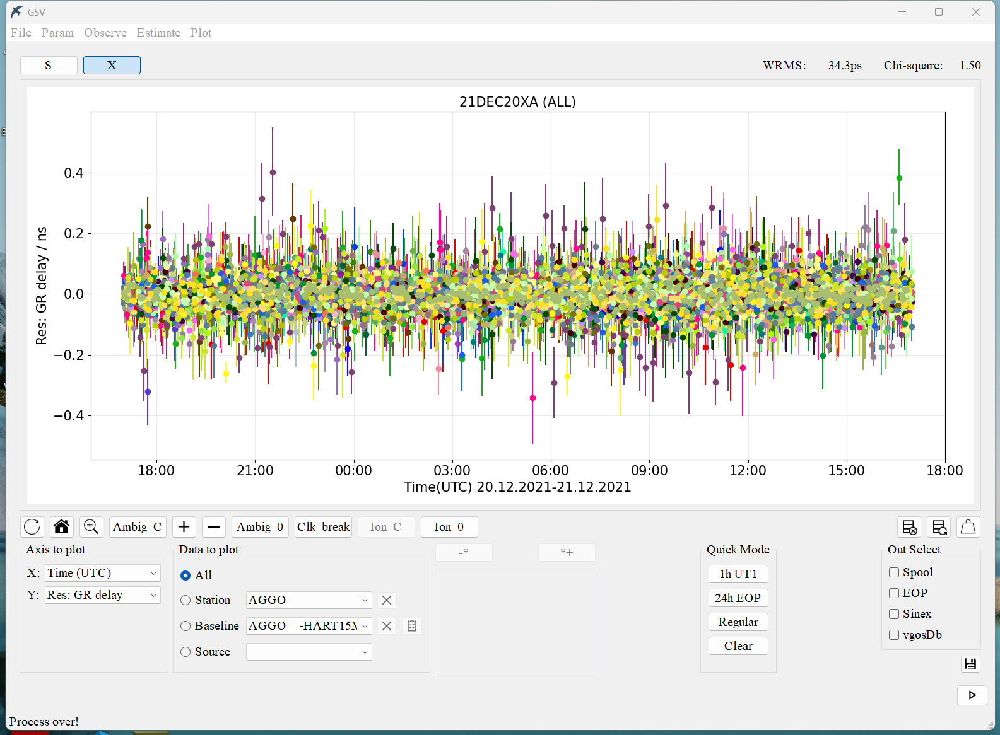 GSV
File Param Observe Estimate Plot
S X WRMS: 34.3ps Chi-square: 1.50
21DEC20XA (ALL)
Res: GR delay / ns
0.4
0.2
0.0
−0.2
−0.4
18:00 21:00 00:00 03:00 06:00 09:00 12:00 15:00 18:00
Time(UTC) 20.12.2021-21.12.2021
Ambig_C + − Ambig_0 Clk_break Ion_C Ion_0
Axis to plot
X: Time (UTC)
Y: Res: GR delay
Data to plot
All
Station AGGO
Baseline AGGO -HART15M
Source
-* *+
Quick Mode
1h UT1
24h EOP
Regular
Clear
Out Select
Spool
EOP
Sinex
vgosDb
Process over!